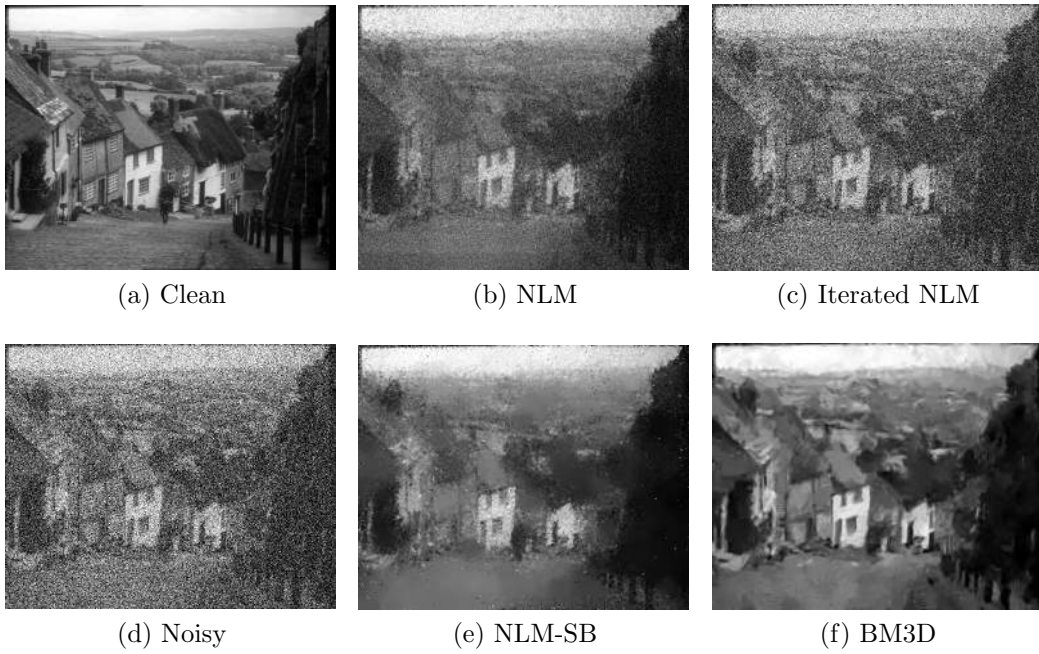 (a) Clean
(b) NLM
(c) Iterated NLM
(d) Noisy
(e) NLM-SB
(f) BM3D